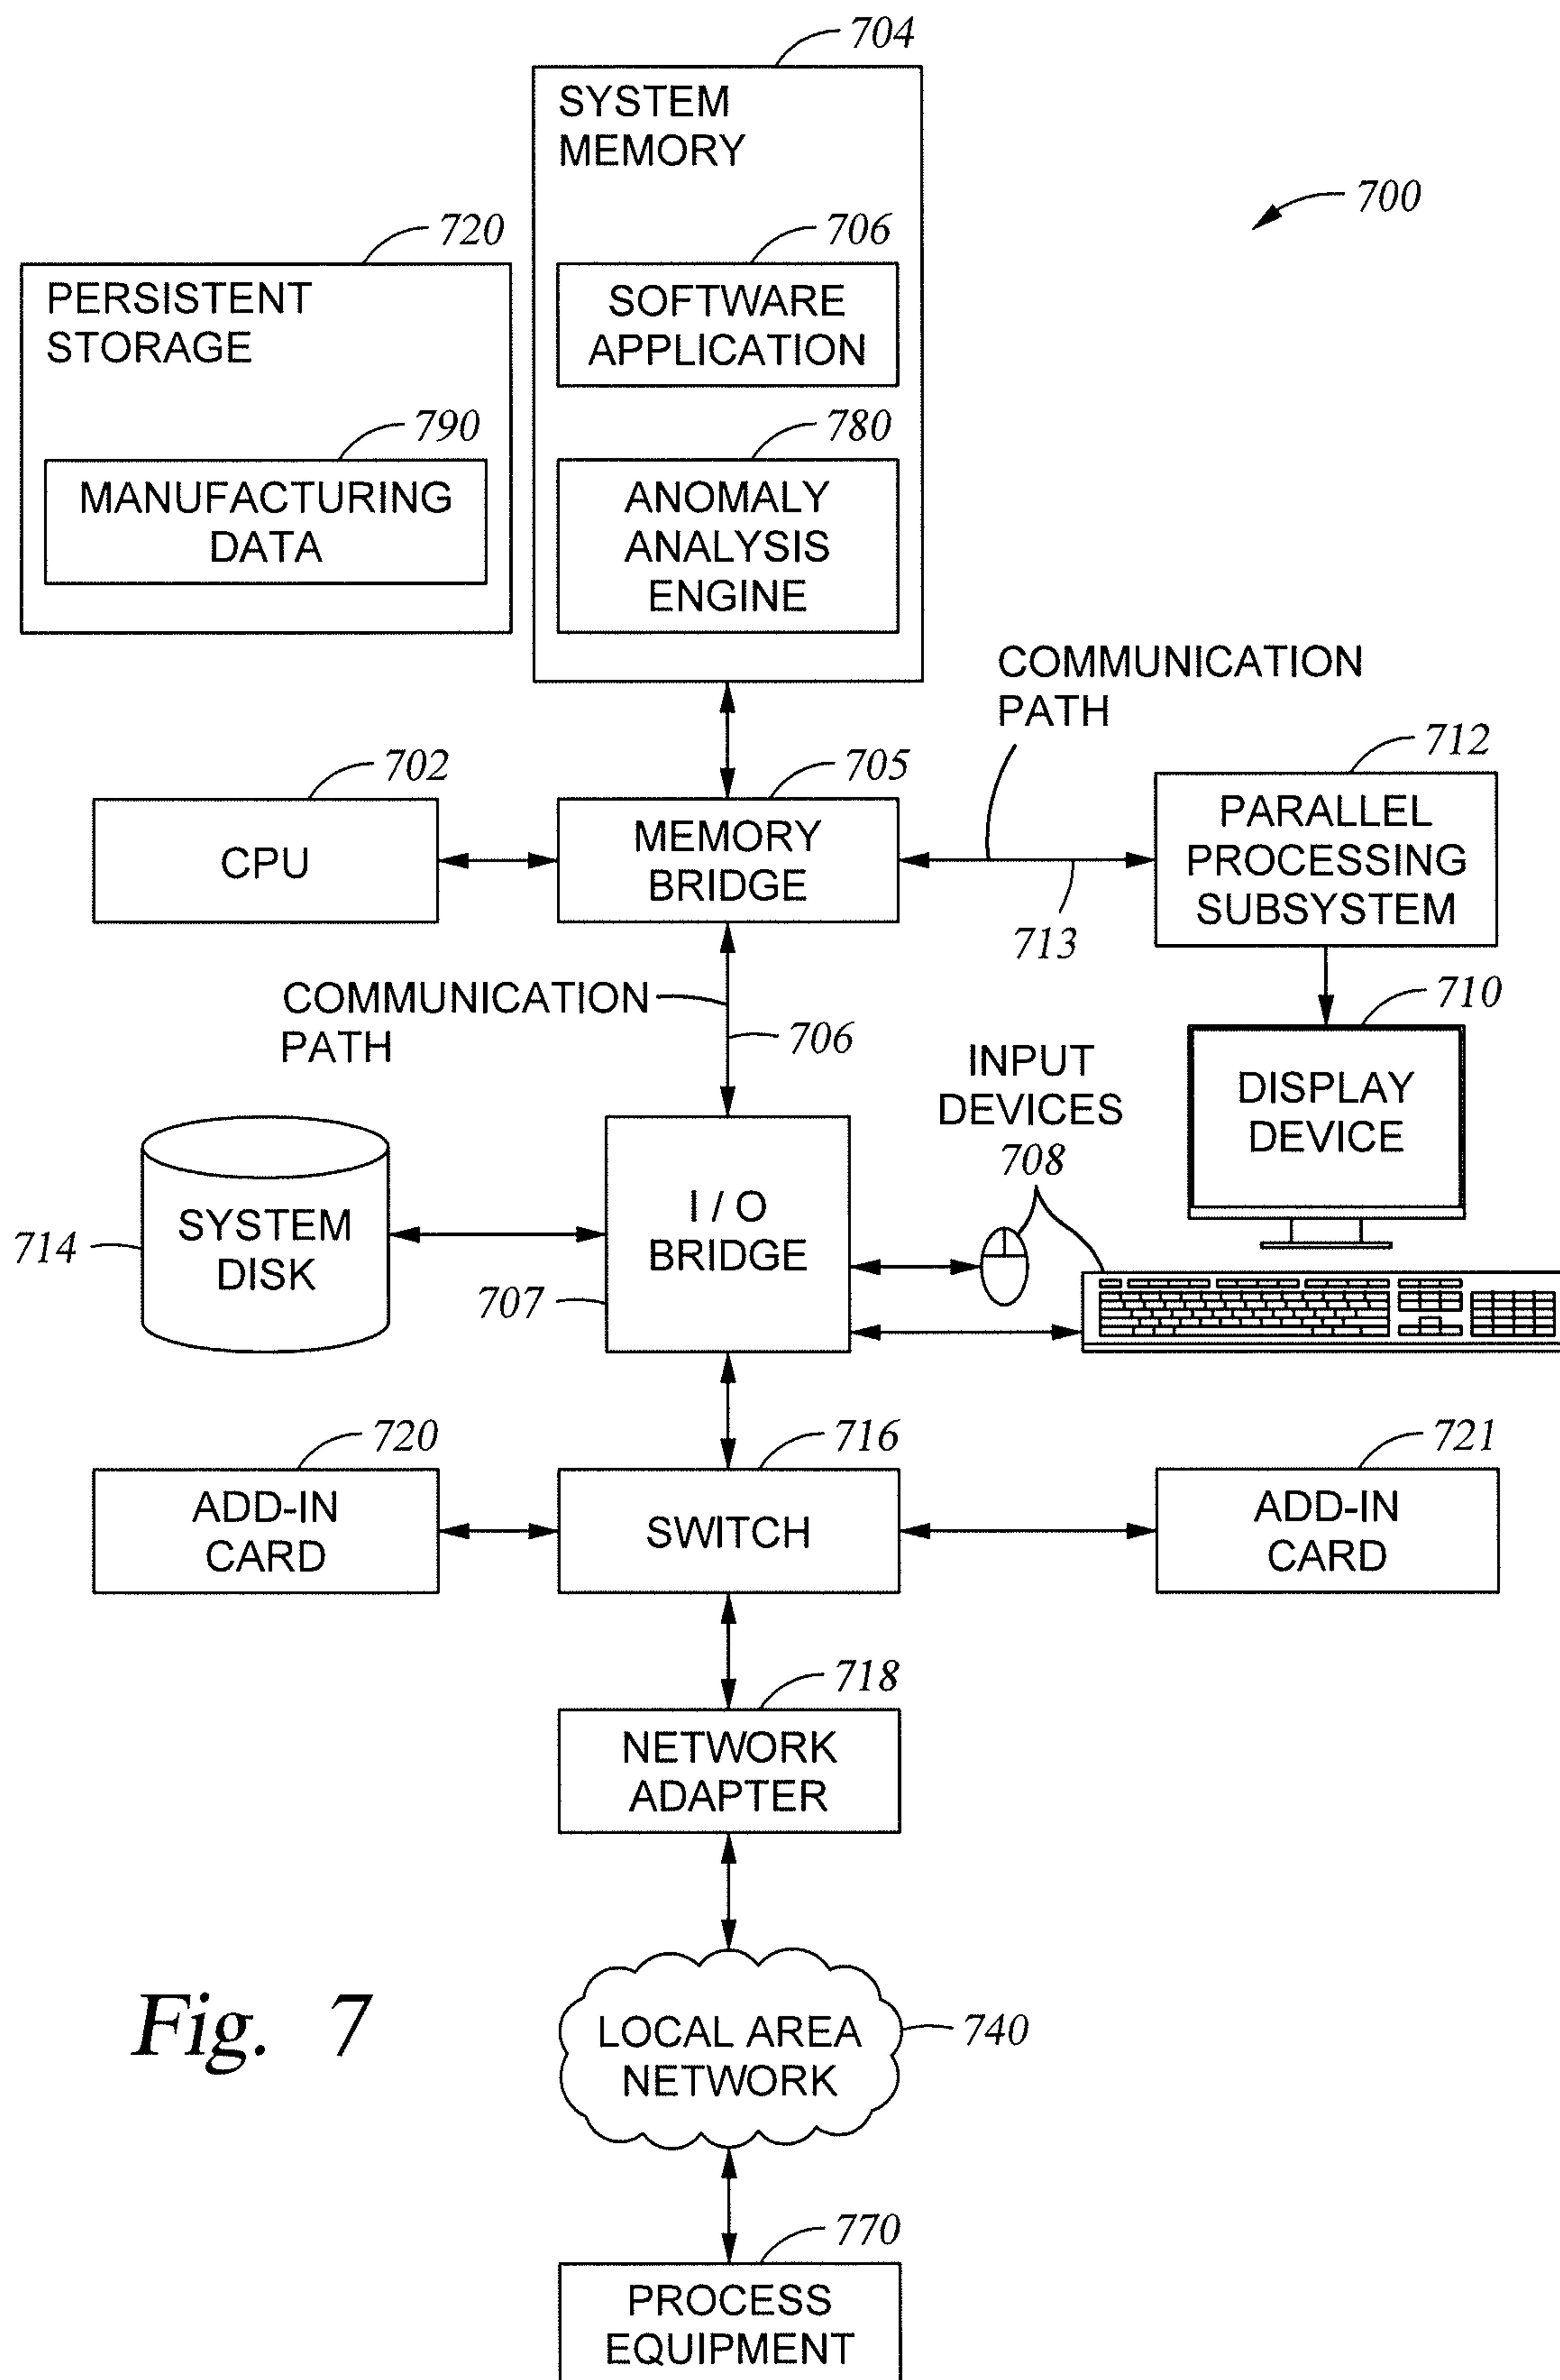 704
SYSTEM
MEMORY
700
720
706
PERSISTENT
STORAGE
SOFTWARE
APPLICATION
790
780
MANUFACTURING
DATA
ANOMALY
ANALYSIS
ENGINE
COMMUNICATION
PATH
702
705
712
CPU
MEMORY
BRIDGE
PARALLEL
PROCESSING
SUBSYSTEM
713
COMMUNICATION
PATH
706
710
INPUT
DEVICES
708
DISPLAY
DEVICE
714
SYSTEM
DISK
I / O
BRIDGE
707
720
716
721
ADD-IN
CARD
SWITCH
ADD-IN
CARD
718
NETWORK
ADAPTER
Fig. 7
LOCAL AREA
NETWORK
740
770
PROCESS
EQUIPMENT